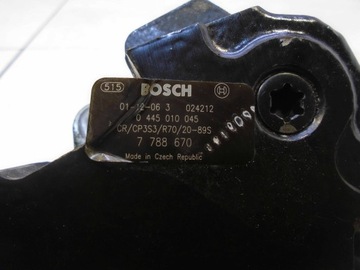 515 BOSCH
01-12-06 3 024212
0 445 010 045
CR/CP3S3/R70/20-89S
7 788 670
Made in Czech Republic